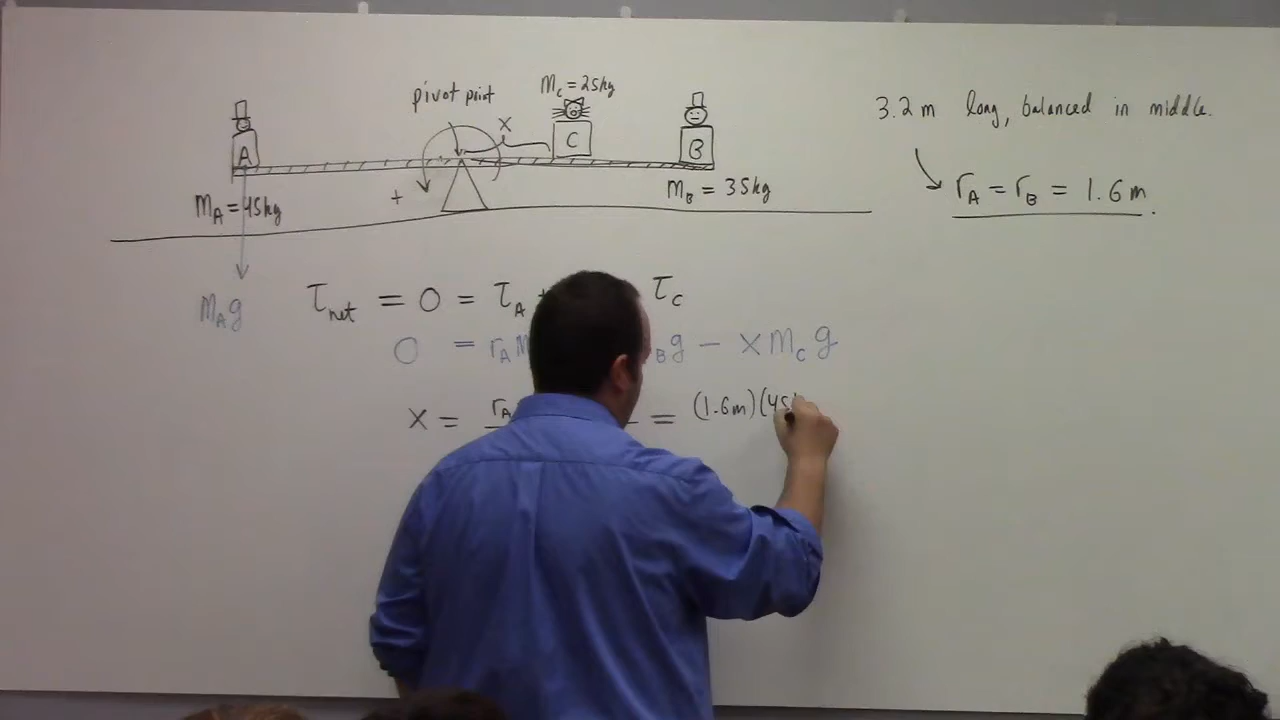 pivot point
M_C = 25kg
X
C
A
B
+
M_A = 45kg
M_B = 35kg
3.2 m long, balanced in middle.
r_A = r_B = 1.6 m.
M_A g
τ_net = 0 = τ_A τ_C
0 = r_A M _B g − X M_C g
X = r_A = (1.6m)(45